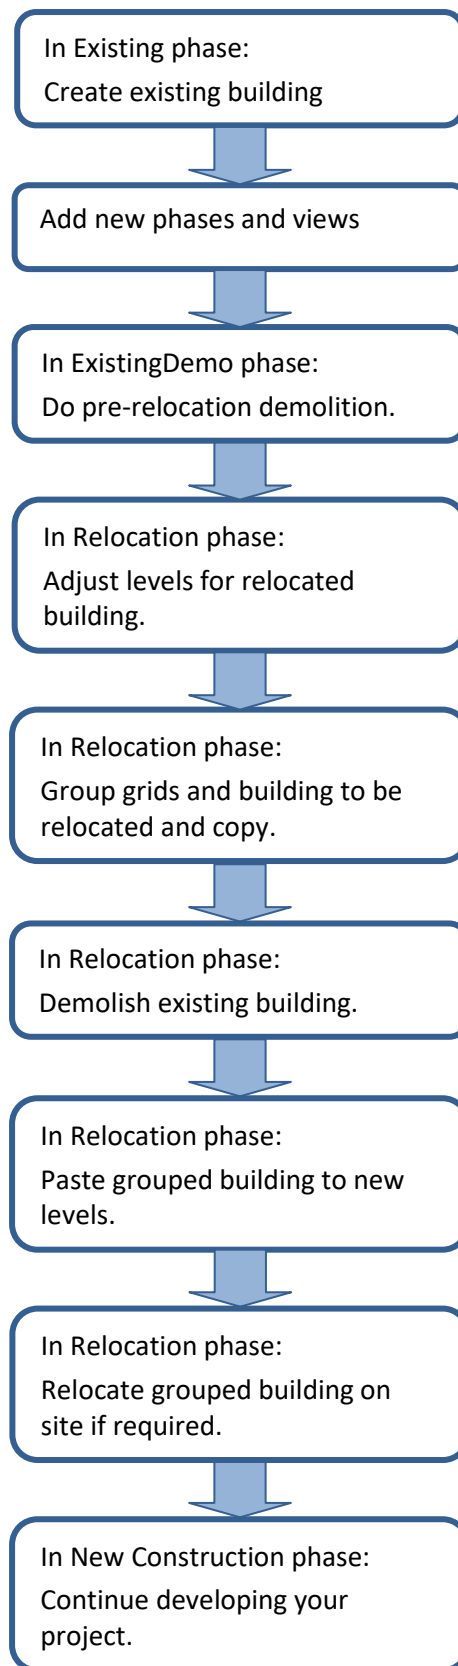 In Existing phase:
Create existing building
Add new phases and views
In ExistingDemo phase:
Do pre-relocation demolition.
In Relocation phase:
Adjust levels for relocated
building.
In Relocation phase:
Group grids and building to be
relocated and copy.
In Relocation phase:
Demolish existing building.
In Relocation phase:
Paste grouped building to new
levels.
In Relocation phase:
Relocate grouped building on
site if required.
In New Construction phase:
Continue developing your
project.